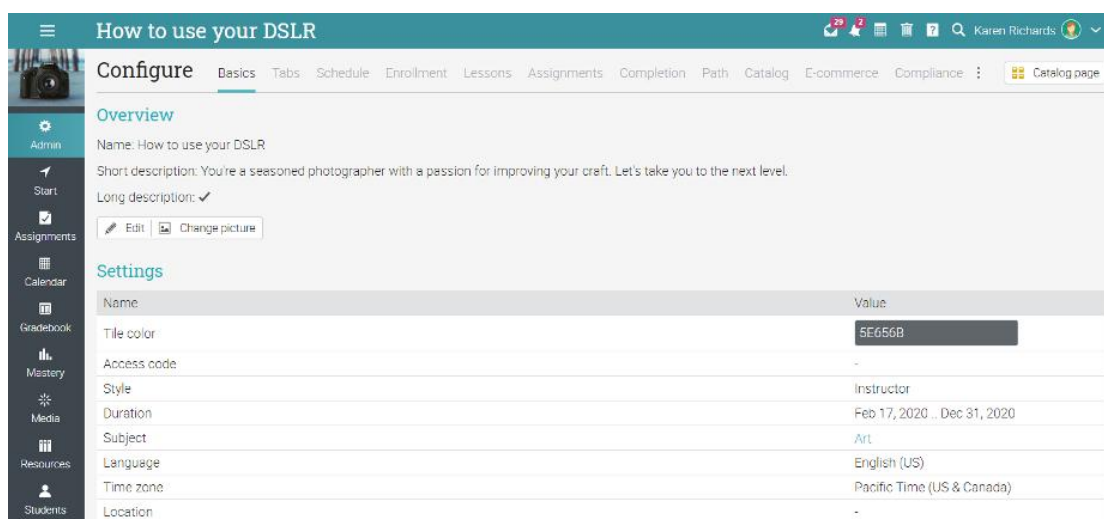 How to use your DSLR
29
2
Karen Richards
Configure
Basics Tabs Schedule Enrollment Lessons Assignments Completion Path Catalog E-commerce Compliance
Catalog page
Admin
Start
Assignments
Calendar
Gradebook
Mastery
Media
Resources
Students
Overview
Name: How to use your DSLR
Short description: You're a seasoned photographer with a passion for improving your craft. Let's take you to the next level.
Long description: ✓
Edit Change picture
Settings
Name Value
Tile color 5E656B
Access code -
Style Instructor
Duration Feb 17, 2020 .. Dec 31, 2020
Subject Art
Language English (US)
Time zone Pacific Time (US & Canada)
Location -